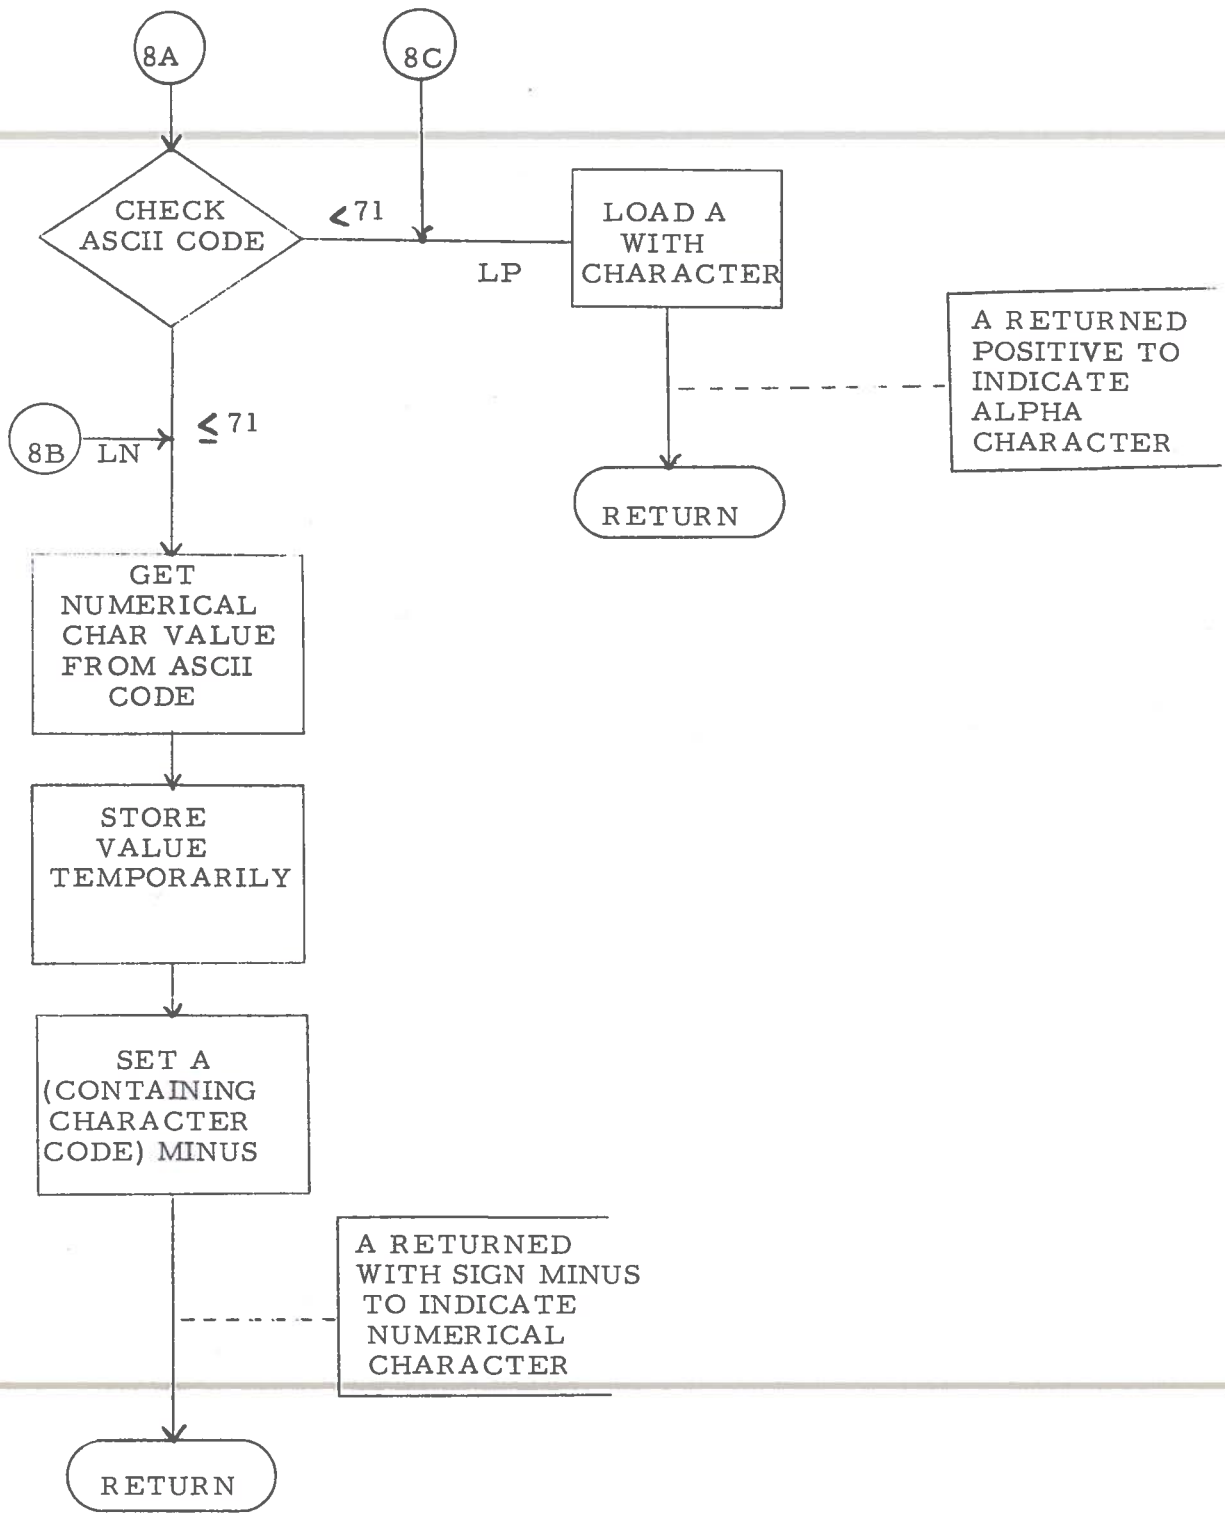 8A
8C
CHECK
ASCII CODE
<71
LP
LOAD A
WITH
CHARACTER
A RETURNED
POSITIVE TO
INDICATE
ALPHA
CHARACTER
RETURN
8B
LN
≤71
GET
NUMERICAL
CHAR VALUE
FROM ASCII
CODE
STORE
VALUE
TEMPORARILY
SET A
(CONTAINING
CHARACTER
CODE) MINUS
A RETURNED
WITH SIGN MINUS
TO INDICATE
NUMERICAL
CHARACTER
RETURN